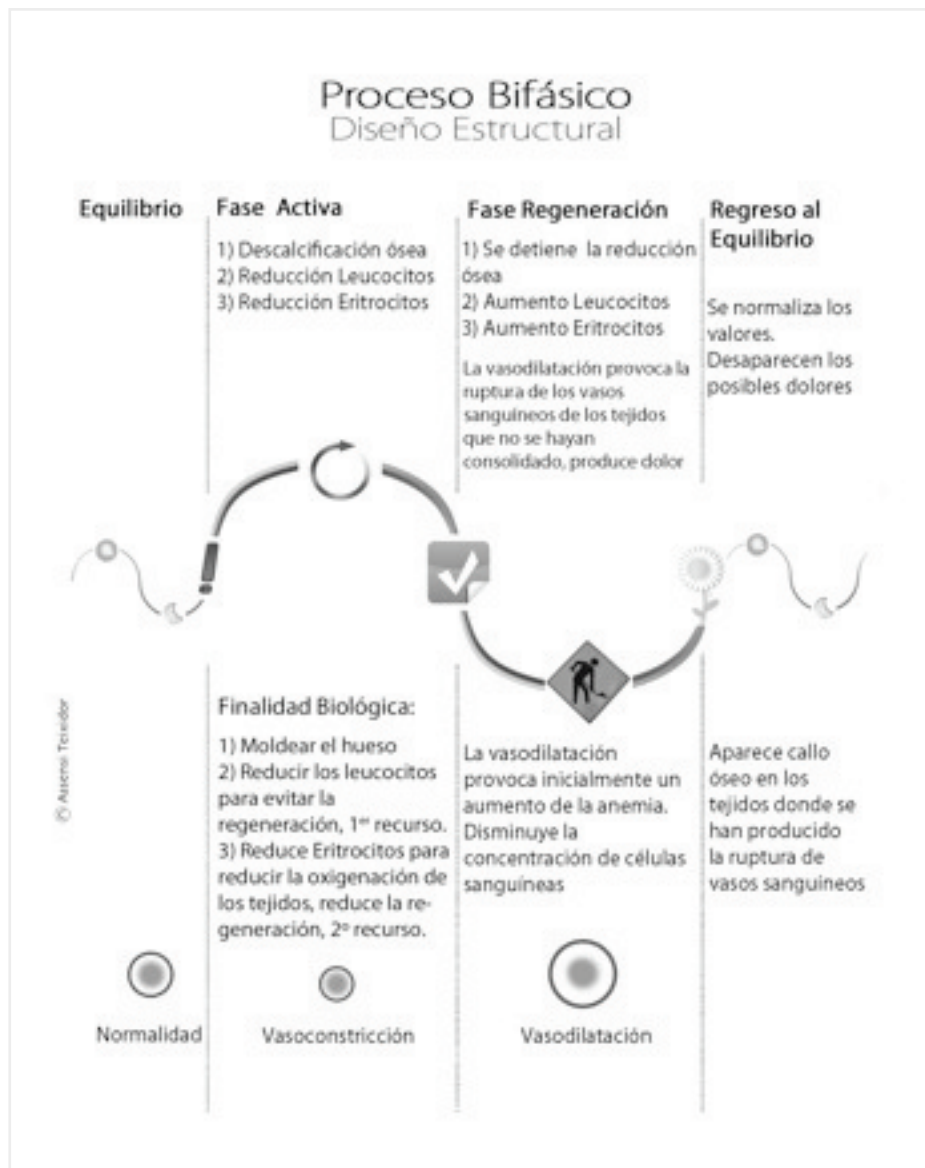 Proceso Bifásico
Diseño Estructural
Equilibrio
Fase Activa
1) Descalcificación ósea
2) Reducción Leucocitos
3) Reducción Eritrocitos
Fase Regeneración
1) Se detiene la reducción
ósea
2) Aumento Leucocitos
3) Aumento Eritrocitos
La vasodilatación provoca la
ruptura de los vasos
sanguineos de los tejidos
que no se hayan
consolidado, produce dolor
Regreso al
Equilibrio
Se normaliza los
valores.
Desaparecen los
posibles dolores
© Assensi Teixidor
Finalidad Biológica:
1) Moldear el hueso
2) Reducir los leucocitos
para evitar la
regeneración, 1er recurso.
3) Reduce Eritrocitos para
reducir la oxigenación de
los tejidos, reduce la re-
generación, 2º recurso.
La vasodilatación
provoca inicialmente un
aumento de la anemia.
Disminuye la
concentración de células
sanguíneas
Aparece callo
óseo en los
tejidos donde se
han producido
la ruptura de
vasos sanguineos
Normalidad
Vasoconstricción
Vasodilatación